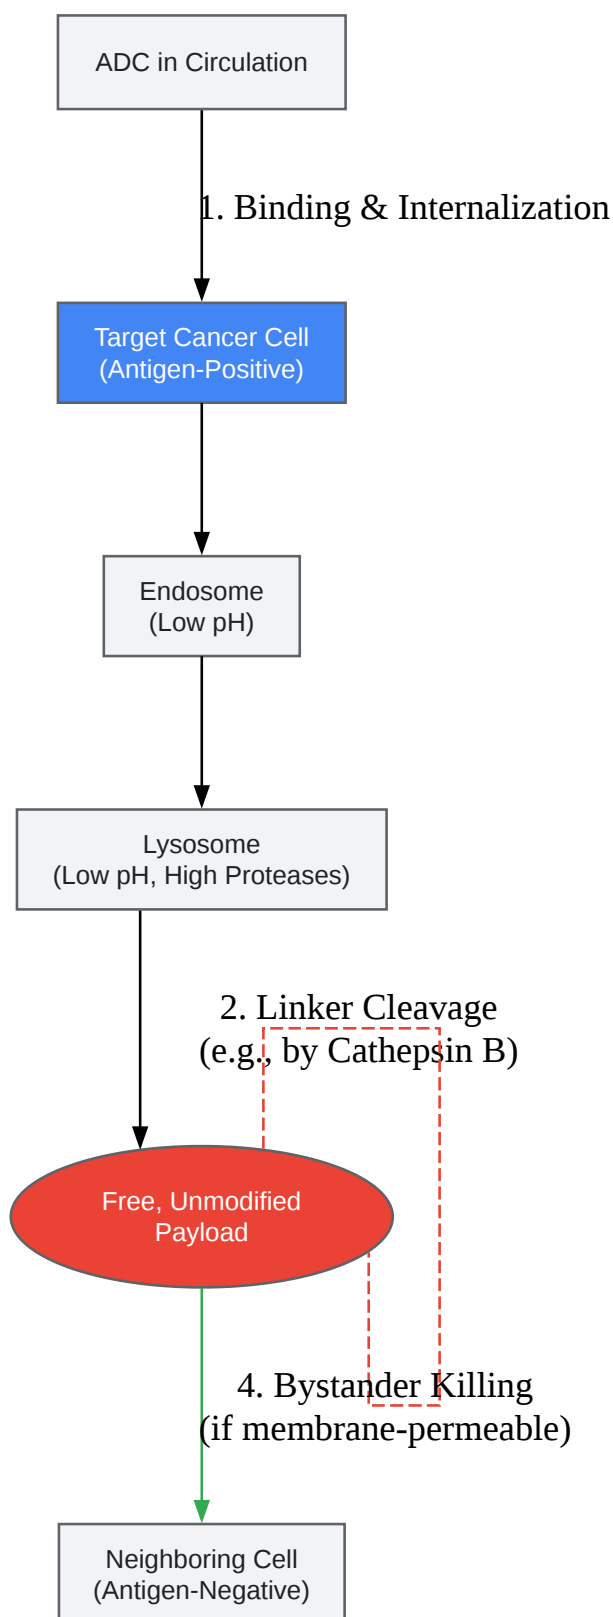 ADC in Circulation
1. Binding & Internalization
Target Cancer Cell
(Antigen-Positive)
Endosome
(Low pH)
Lysosome
(Low pH, High Proteases)
2. Linker Cleavage
(e.g., by Cathepsin B)
Free, Unmodified
Payload
4. Bystander Killing
(if membrane-permeable)
Neighboring Cell
(Antigen-Negative)